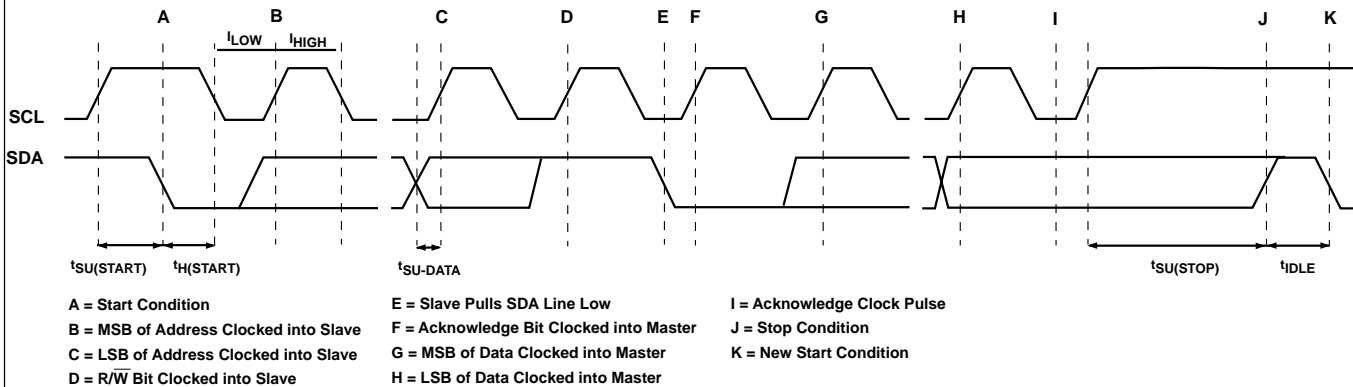 A B C D E F G H I J K
ILOW IHIGH
SCL
SDA
tSU(START) tH(START) tSU-DATA tSU(STOP) tIDLE
A = Start Condition
B = MSB of Address Clocked into Slave
C = LSB of Address Clocked into Slave
D = R/W̅ Bit Clocked into Slave
E = Slave Pulls SDA Line Low
F = Acknowledge Bit Clocked into Master
G = MSB of Data Clocked into Master
H = LSB of Data Clocked into Master
I = Acknowledge Clock Pulse
J = Stop Condition
K = New Start Condition